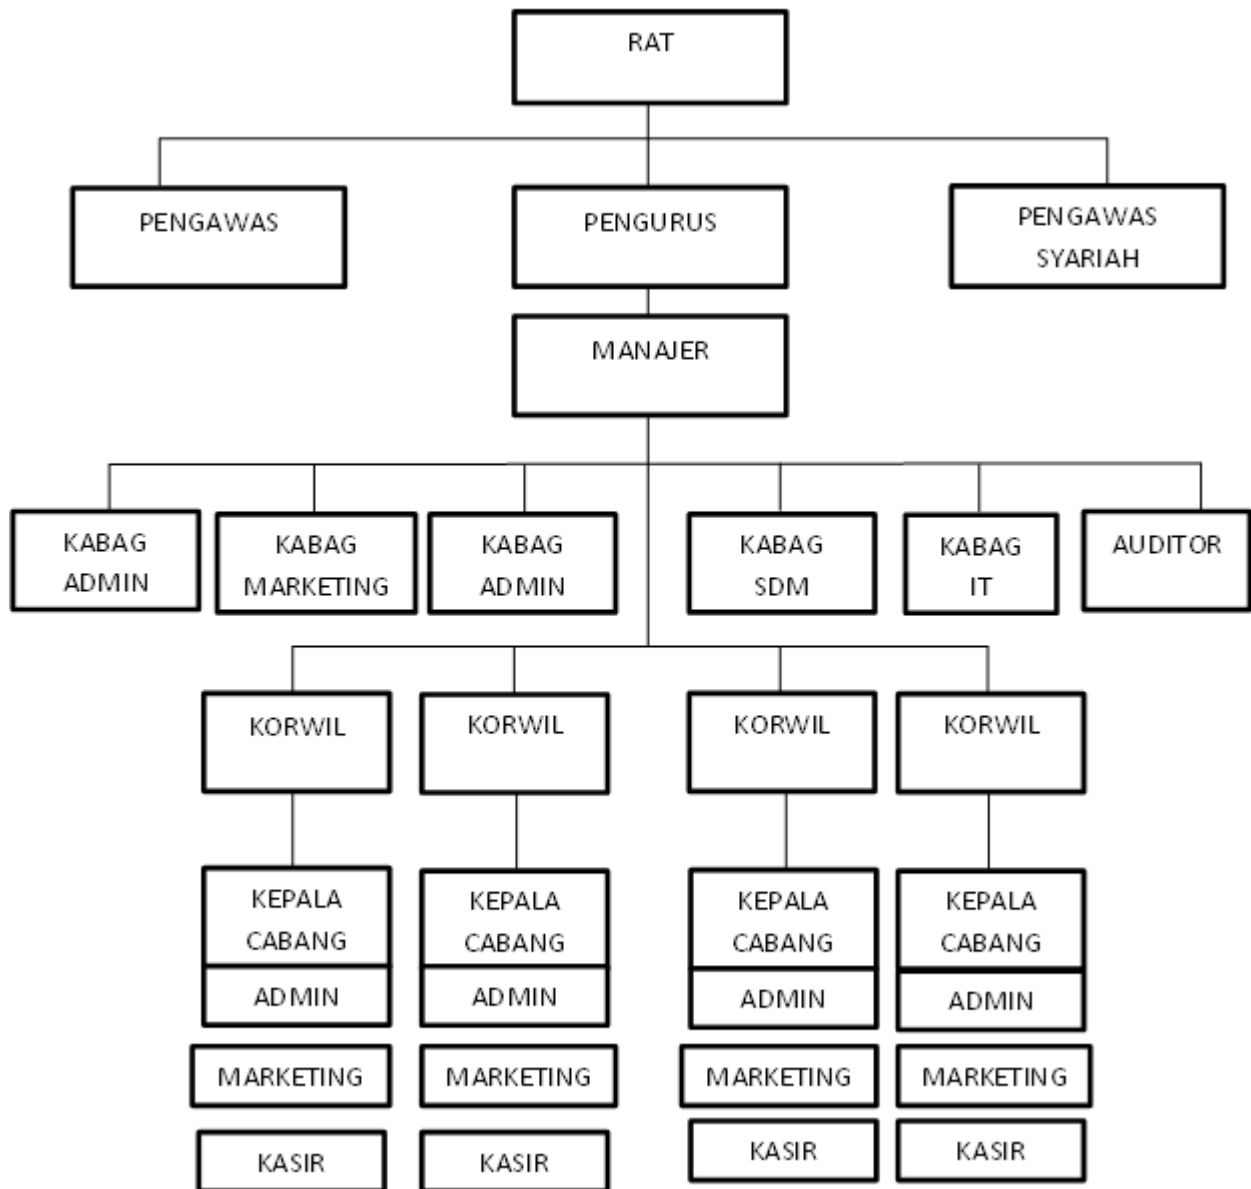 RAT
PENGAWAS
PENGURUS
PENGAWAS
SYARIAH
MANAJER
KABAG
ADMIN
KABAG
MARKETING
KABAG
ADMIN
KABAG
SDM
KABAG
IT
AUDITOR
KORWIL
KORWIL
KORWIL
KORWIL
KEPALA
CABANG
KEPALA
CABANG
KEPALA
CABANG
KEPALA
CABANG
ADMIN
ADMIN
ADMIN
ADMIN
MARKETING
MARKETING
MARKETING
MARKETING
KASIR
KASIR
KASIR
KASIR